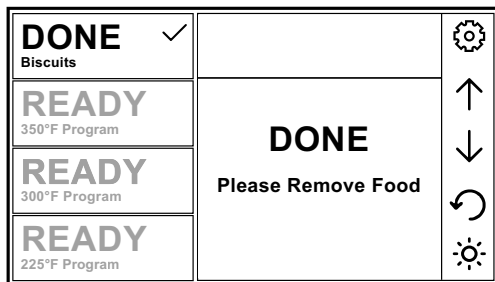 DONE
Biscuits
READY
350°F Program
READY
300°F Program
READY
225°F Program
DONE
Please Remove Food